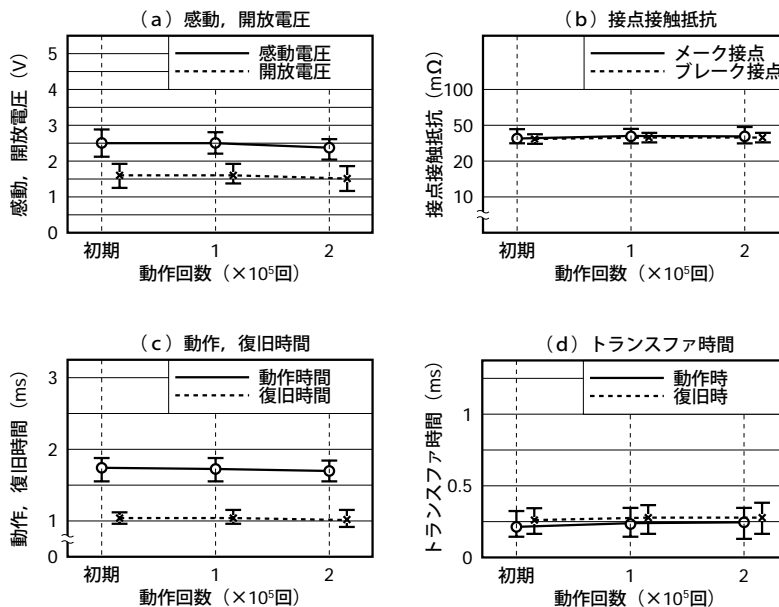 (a) 感動，開放電圧
感動電圧
開放電圧
感動，開放電圧（V）
5
4
3
2
1
0
初期
1
2
動作回数（×10⁵回）
(b) 接点接触抵抗
メーク接点
ブレーク接点
接点接触抵抗（mΩ）
100
50
20
10
初期
1
2
動作回数（×10⁵回）
(c) 動作，復旧時間
動作時間
復旧時間
動作，復旧時間（ms）
3
2
1
0
初期
1
2
動作回数（×10⁵回）
(d) トランスファ時間
動作時
復旧時
トランスファ時間（ms）
1
0.5
0
初期
1
2
動作回数（×10⁵回）